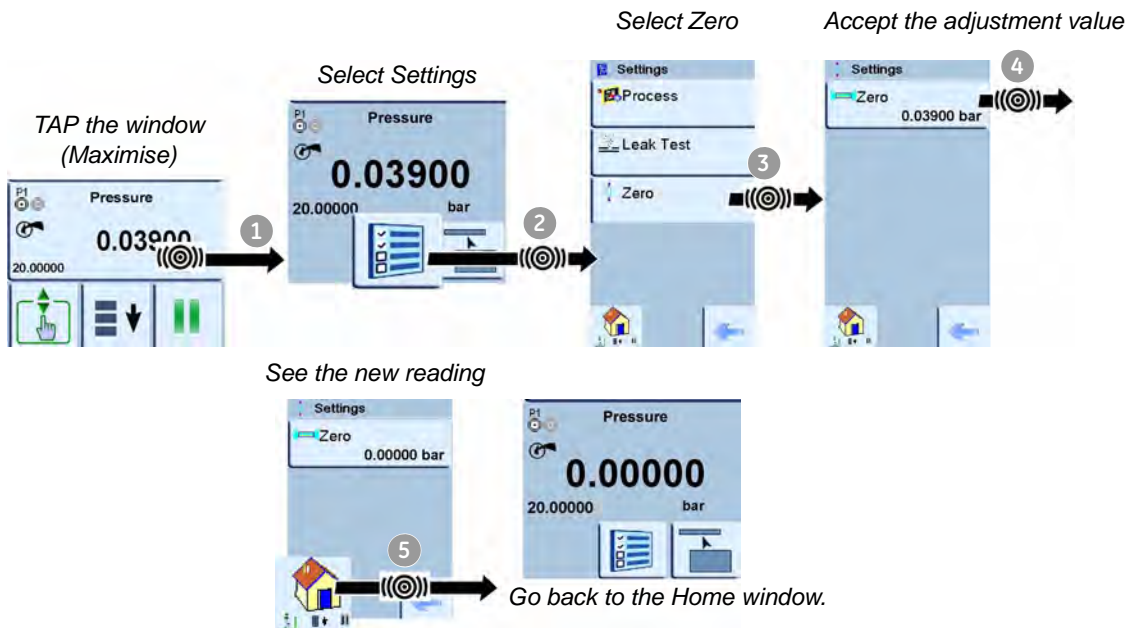 Select Zero
Accept the adjustment value
Select Settings
TAP the window
(Maximise)
P1
Pressure
0.03900
20.00000
1
P1
Pressure
0.03900
20.00000 bar
2
Settings
Process
Leak Test
Zero
3
Settings
Zero
0.03900 bar
4
See the new reading
Settings
Zero
0.00000 bar
5
P1
Pressure
0.00000
20.00000 bar
Go back to the Home window.